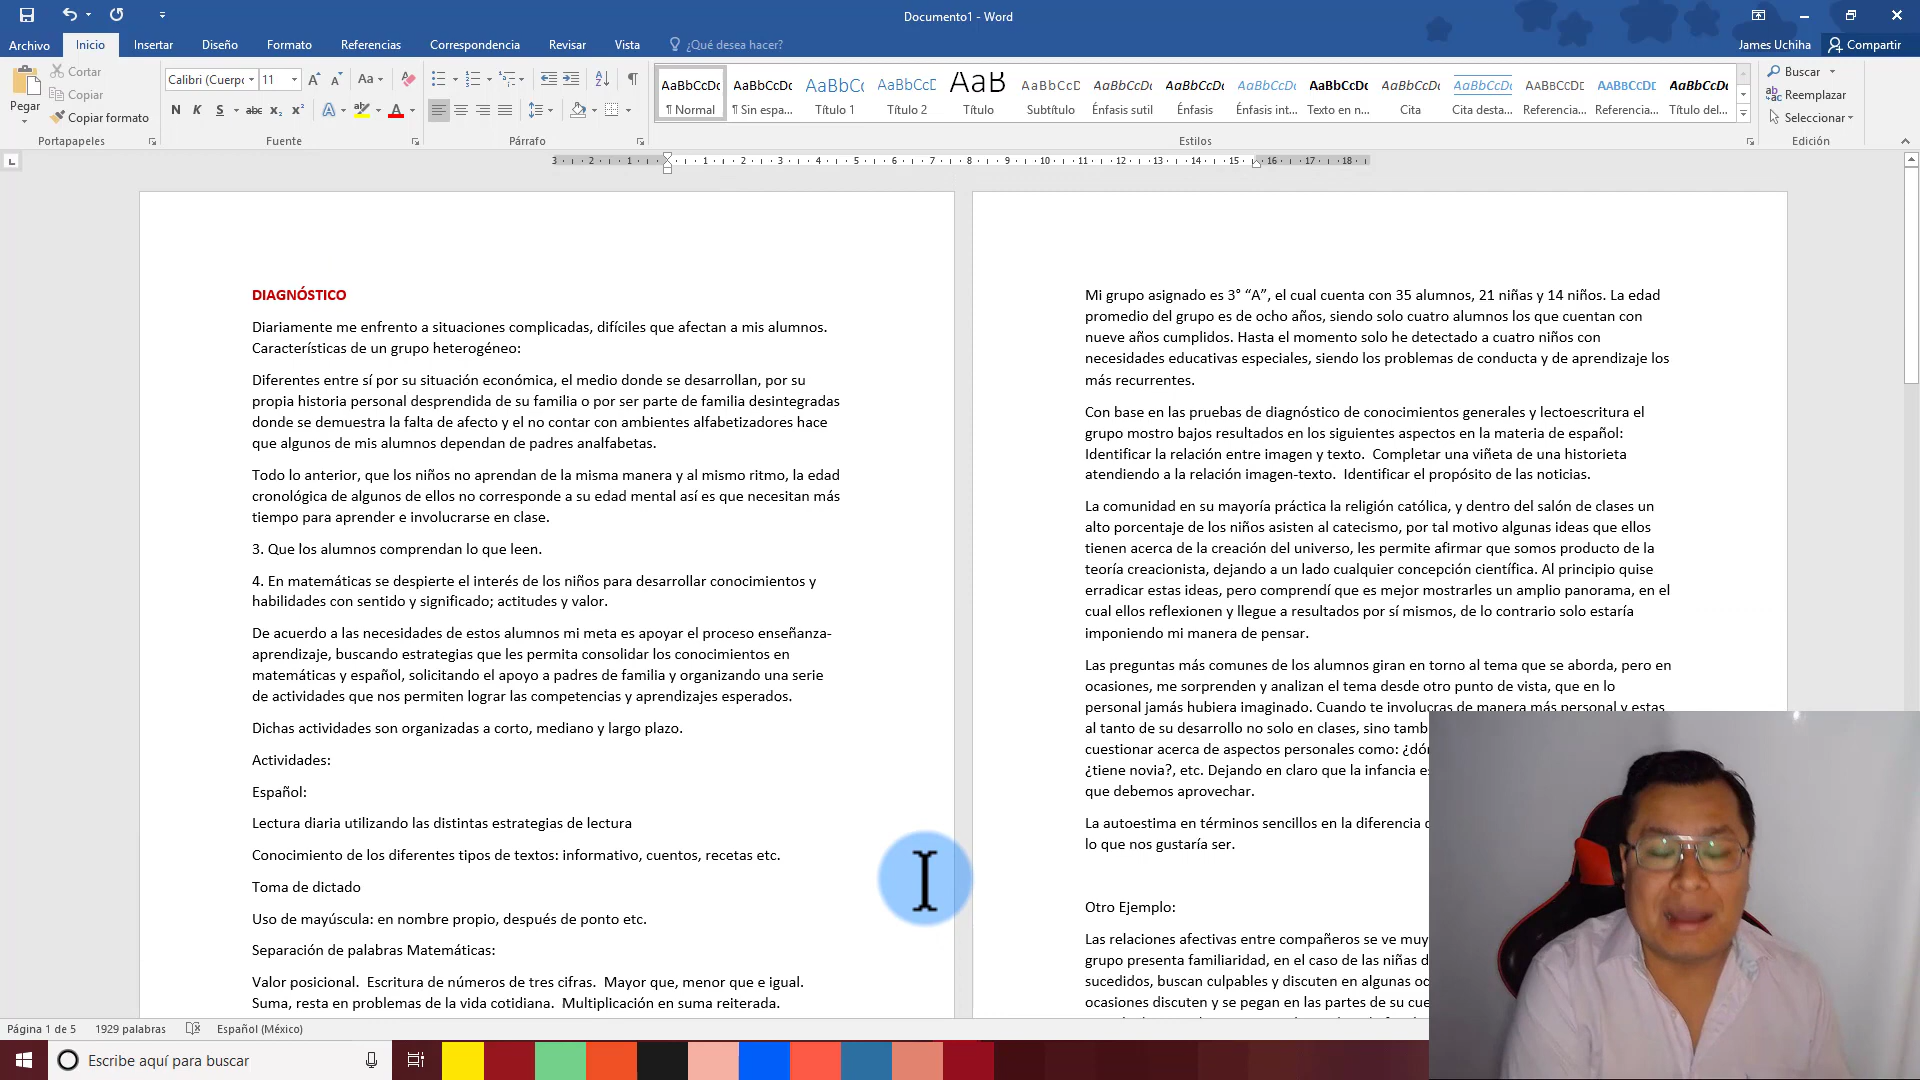 Documento1 - Word
Archivo
Inicio
Insertar
Diseño
Formato
Referencias
Correspondencia
Revisar
Vista
¿Qué desea hacer?
James Uchiha
Compartir
Pegar
Cortar
Copiar
Copiar formato
Portapapeles
Calibri (Cuerpo
11
Aa
N K S abc x₂ x²
Fuente
Párrafo
AaBbCcDc
¶ Normal
AaBbCcDc
¶ Sin espa...
AaBbCc
Título 1
AaBbCcD
Título 2
AaB
Título
AaBbCcD
Subtítulo
AaBbCcDc
Énfasis sutil
AaBbCcDc
Énfasis
AaBbCcDc
Énfasis int...
AaBbCcDc
Texto en n...
AaBbCcDc
Cita
AaBbCcDc
Cita desta...
AaBbCcDD
Referencia...
AaBbCcDD
Referencia...
AaBbCcDc
Título del...
Estilos
Buscar
Reemplazar
Seleccionar
Edición
3 2 1 1 2 3 4 5 6 7 8 9 10 11 12 13 14 15 16 17 18
DIAGNÓSTICO
Diariamente me enfrento a situaciones complicadas, difíciles que afectan a mis alumnos.
Características de un grupo heterogéneo:
Diferentes entre sí por su situación económica, el medio donde se desarrollan, por su
propia historia personal desprendida de su familia o por ser parte de familia desintegradas
donde se demuestra la falta de afecto y el no contar con ambientes alfabetizadores hace
que algunos de mis alumnos dependan de padres analfabetas.
Todo lo anterior, que los niños no aprendan de la misma manera y al mismo ritmo, la edad
cronológica de algunos de ellos no corresponde a su edad mental así es que necesitan más
tiempo para aprender e involucrarse en clase.
3. Que los alumnos comprendan lo que leen.
4. En matemáticas se despierte el interés de los niños para desarrollar conocimientos y
habilidades con sentido y significado; actitudes y valor.
De acuerdo a las necesidades de estos alumnos mi meta es apoyar el proceso enseñanza-
aprendizaje, buscando estrategias que les permita consolidar los conocimientos en
matemáticas y español, solicitando el apoyo a padres de familia y organizando una serie
de actividades que nos permiten lograr las competencias y aprendizajes esperados.
Dichas actividades son organizadas a corto, mediano y largo plazo.
Actividades:
Español:
Lectura diaria utilizando las distintas estrategias de lectura
Conocimiento de los diferentes tipos de textos: informativo, cuentos, recetas etc.
Toma de dictado
Uso de mayúscula: en nombre propio, después de ponto etc.
Separación de palabras Matemáticas:
Valor posicional. Escritura de números de tres cifras. Mayor que, menor que e igual.
Suma, resta en problemas de la vida cotidiana. Multiplicación en suma reiterada.
Mi grupo asignado es 3° “A”, el cual cuenta con 35 alumnos, 21 niñas y 14 niños. La edad
promedio del grupo es de ocho años, siendo solo cuatro alumnos los que cuentan con
nueve años cumplidos. Hasta el momento solo he detectado a cuatro niños con
necesidades educativas especiales, siendo los problemas de conducta y de aprendizaje los
más recurrentes.
Con base en las pruebas de diagnóstico de conocimientos generales y lectoescritura el
grupo mostro bajos resultados en los siguientes aspectos en la materia de español:
Identificar la relación entre imagen y texto. Completar una viñeta de una historieta
atendiendo a la relación imagen-texto. Identificar el propósito de las noticias.
La comunidad en su mayoría práctica la religión católica, y dentro del salón de clases un
alto porcentaje de los niños asisten al catecismo, por tal motivo algunas ideas que ellos
tienen acerca de la creación del universo, les permite afirmar que somos producto de la
teoría creacionista, dejando a un lado cualquier concepción científica. Al principio quise
erradicar estas ideas, pero comprendí que es mejor mostrarles un amplio panorama, en el
cual ellos reflexionen y llegue a resultados por sí mismos, de lo contrario solo estaría
imponiendo mi manera de pensar.
Las preguntas más comunes de los alumnos giran en torno al tema que se aborda, pero en
ocasiones, me sorprenden y analizan el tema desde otro punto de vista, que en lo
personal jamás hubiera imaginado. Cuando te involucras de manera más personal y estas
al tanto de su desarrollo no solo en clases, sino
cuestionar acerca de aspectos personales como:
¿tiene novia?, etc. Dejando en claro que la infancia
que debemos aprovechar.
La autoestima en términos sencillos en la diferencia
lo que nos gustaría ser.
Otro Ejemplo:
Las relaciones afectivas entre compañeros se ve muy
grupo presenta familiaridad, en el caso de las niñas
sucedidos, buscan culpables y discuten en algunas
ocasiones discuten y se pegan en las partes de su
Página 1 de 5
1929 palabras
Español (México)
Escribe aquí para buscar